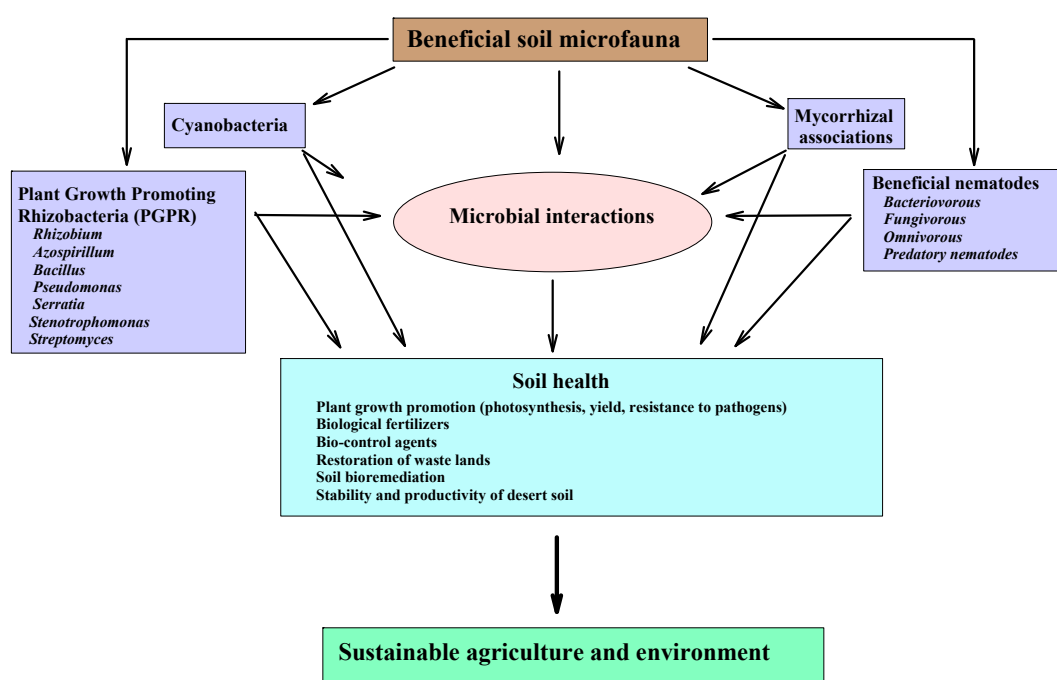 Beneficial soil microfauna
Cyanobacteria
Mycorrhizal
associations
Plant Growth Promoting
Rhizobacteria (PGPR)
Rhizobium
Azospirillum
Bacillus
Pseudomonas
Serratia
Stenotrophomonas
Streptomyces
Microbial interactions
Beneficial nematodes
Bacteriovorous
Fungivorous
Omnivorous
Predatory nematodes
Soil health
Plant growth promotion (photosynthesis, yield, resistance to pathogens)
Biological fertilizers
Bio-control agents
Restoration of waste lands
Soil bioremediation
Stability and productivity of desert soil
Sustainable agriculture and environment